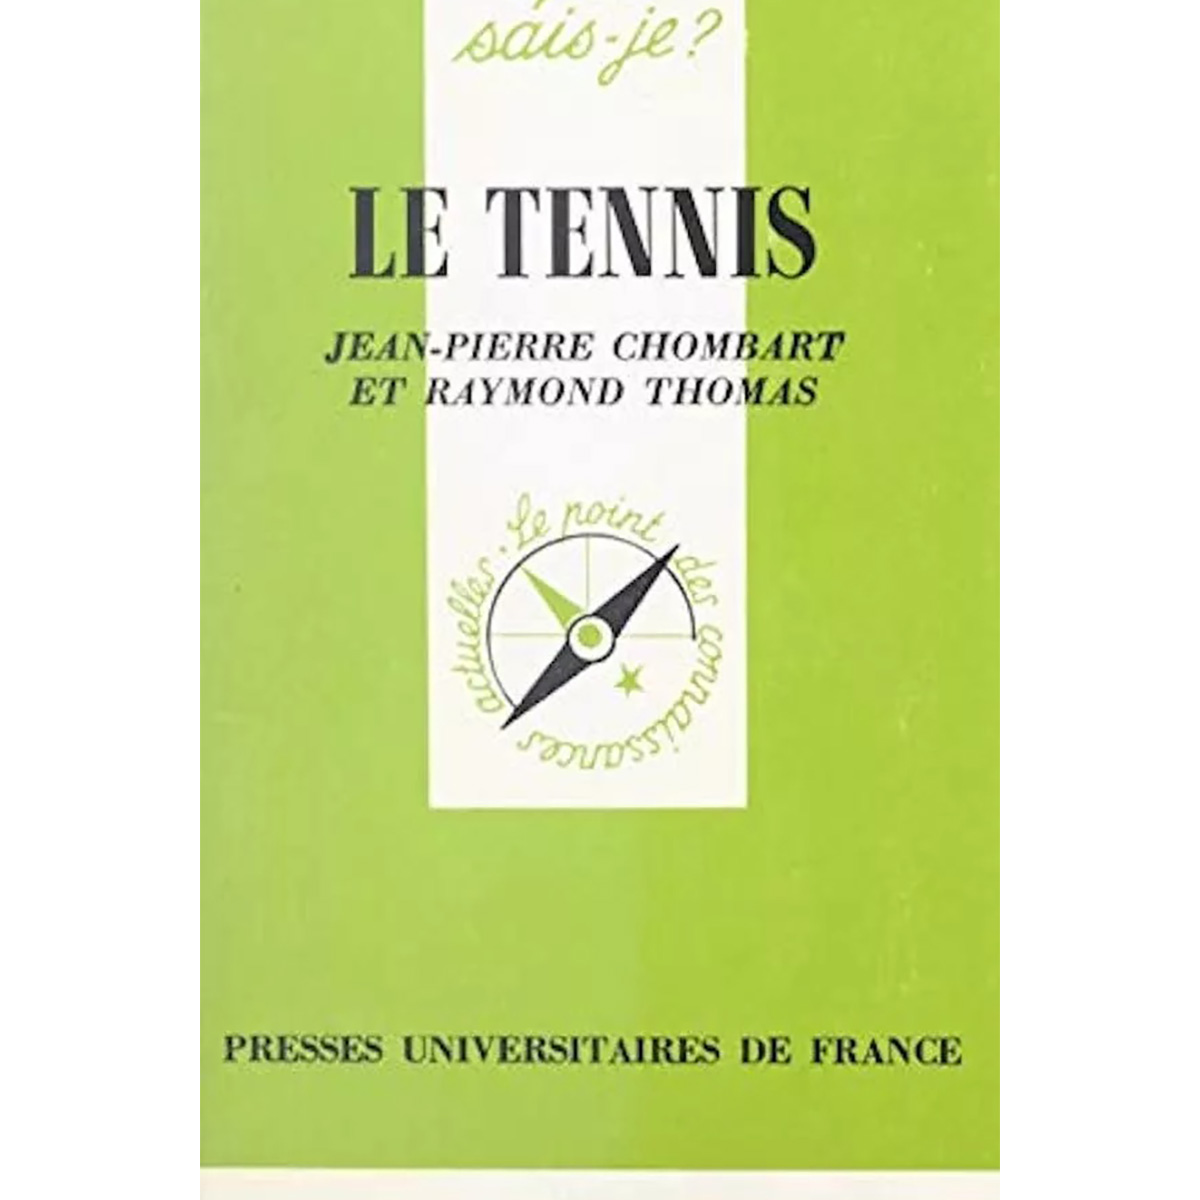 sais-je?
LE TENNIS
JEAN-PIERRE CHOMBART
ET RAYMOND THOMAS
Le point des connaissances actuelles.
PRESSES UNIVERSITAIRES DE FRANCE